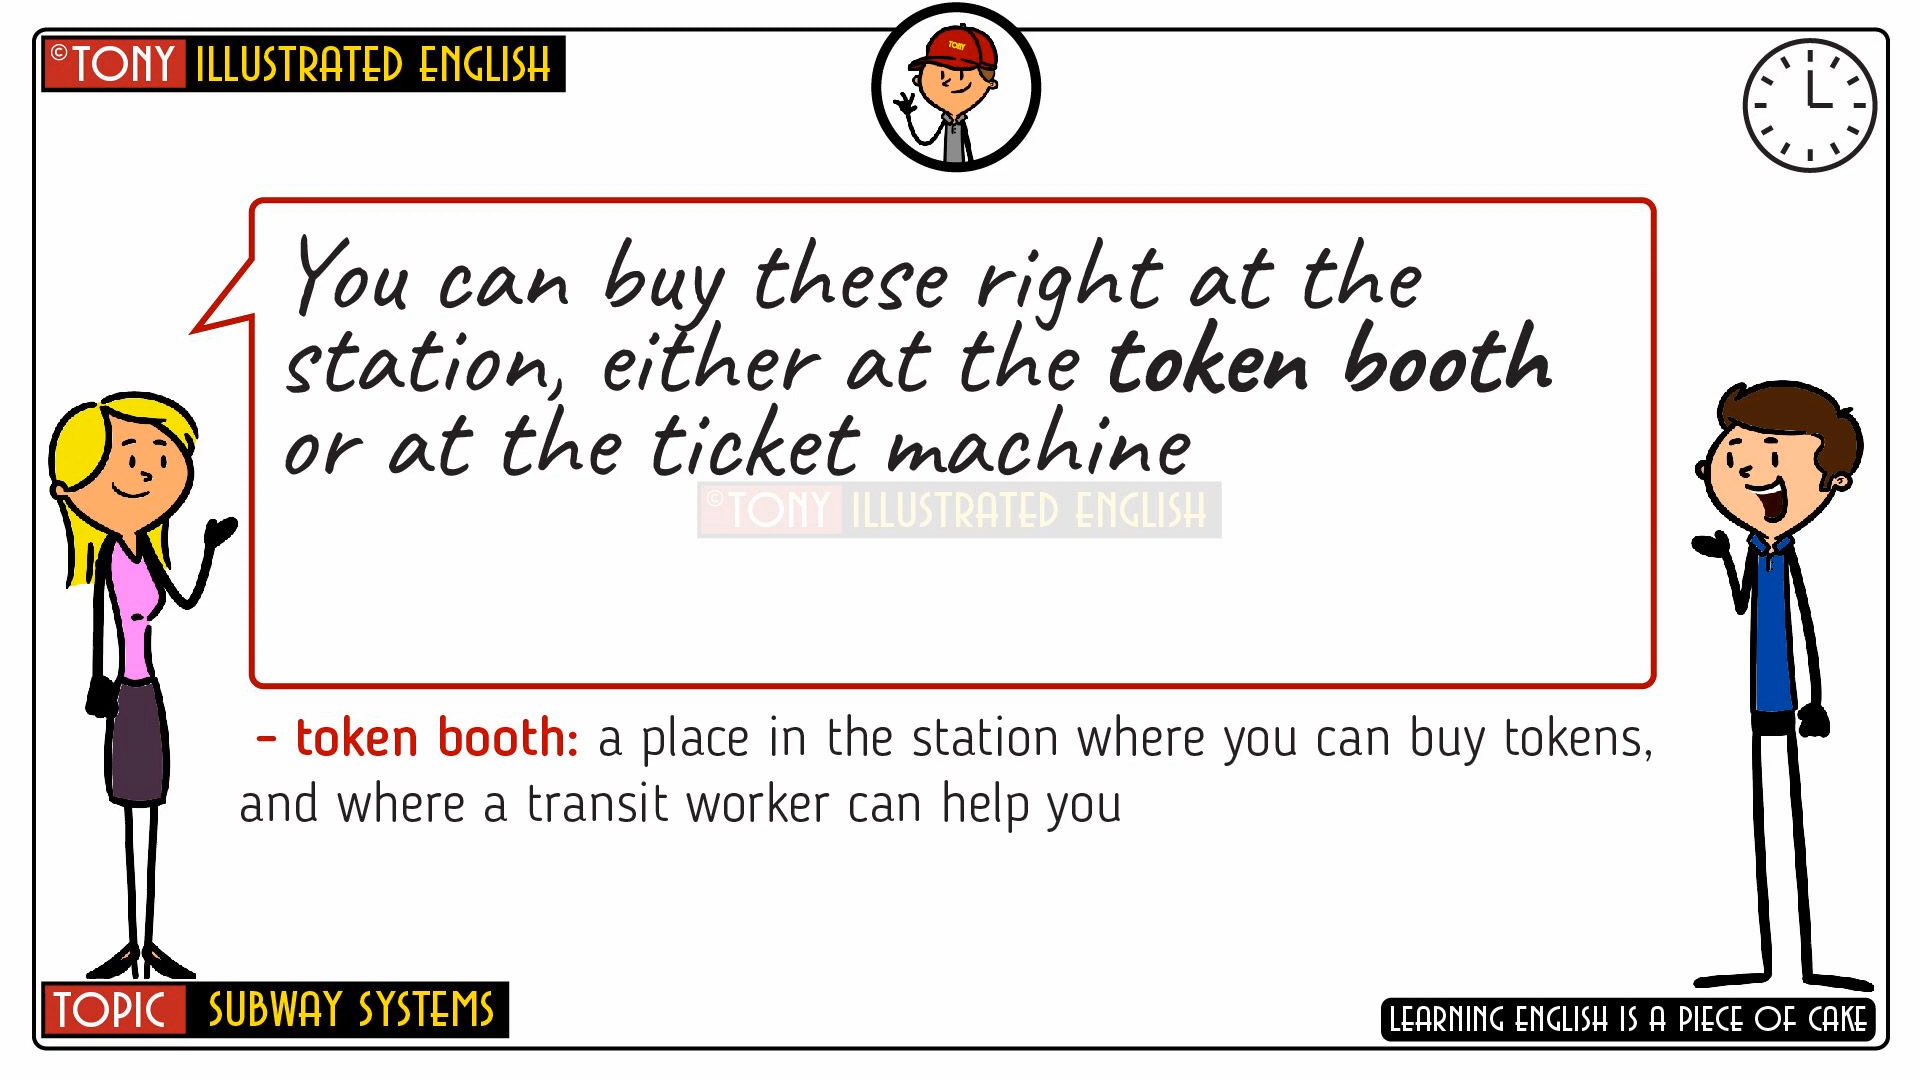 ©TONY ILLUSTRATED ENGLISH
TONY
You can buy these right at the
station, either at the token booth
or at the ticket machine
©TONY ILLUSTRATED ENGLISH
- token booth: a place in the station where you can buy tokens,
and where a transit worker can help you
TOPIC SUBWAY SYSTEMS
LEARNING ENGLISH IS A PIECE OF CAKE